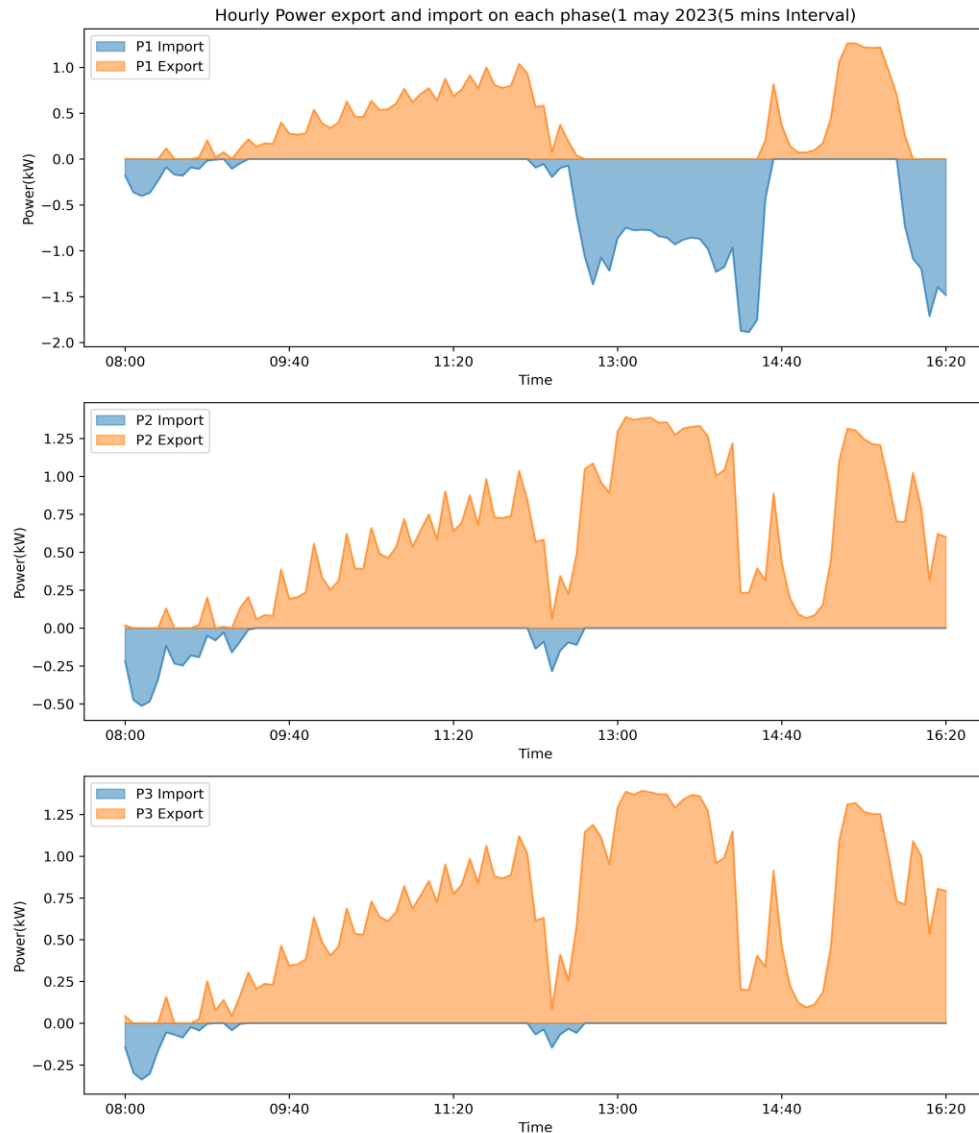 Hourly Power export and import on each phase(1 may 2023(5 mins Interval)
P1 Import
P1 Export
1.0
0.5
0.0
−0.5
−1.0
−1.5
−2.0
Power(kW)
08:00 09:40 11:20 13:00 14:40 16:20
Time
P2 Import
P2 Export
1.25
1.00
0.75
0.50
0.25
0.00
−0.25
−0.50
Power(kW)
08:00 09:40 11:20 13:00 14:40 16:20
Time
P3 Import
P3 Export
1.25
1.00
0.75
0.50
0.25
0.00
−0.25
Power(kW)
08:00 09:40 11:20 13:00 14:40 16:20
Time